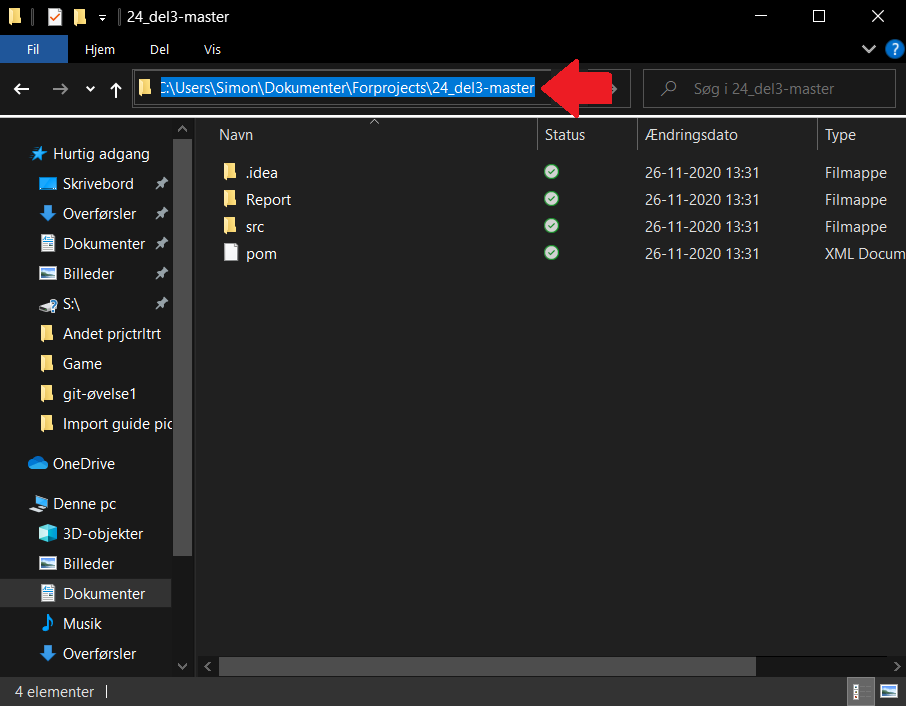 24_del3-master
Fil Hjem Del Vis ?
C:\Users\Simon\Dokumenter\Forprojects\24_del3-master Søg i 24_del3-master
Navn Status Ændringsdato Type
.idea 26-11-2020 13:31 Filmappe
Report 26-11-2020 13:31 Filmappe
src 26-11-2020 13:31 Filmappe
pom 26-11-2020 13:31 XML Docum
Hurtig adgang
Skrivebord
Overførsler
Dokumenter
Billeder
S:\
Andet prjctrltrt
Game
git-øvelse1
Import guide pic
OneDrive
Denne pc
3D-objekter
Billeder
Dokumenter
Musik
Overførsler
4 elementer